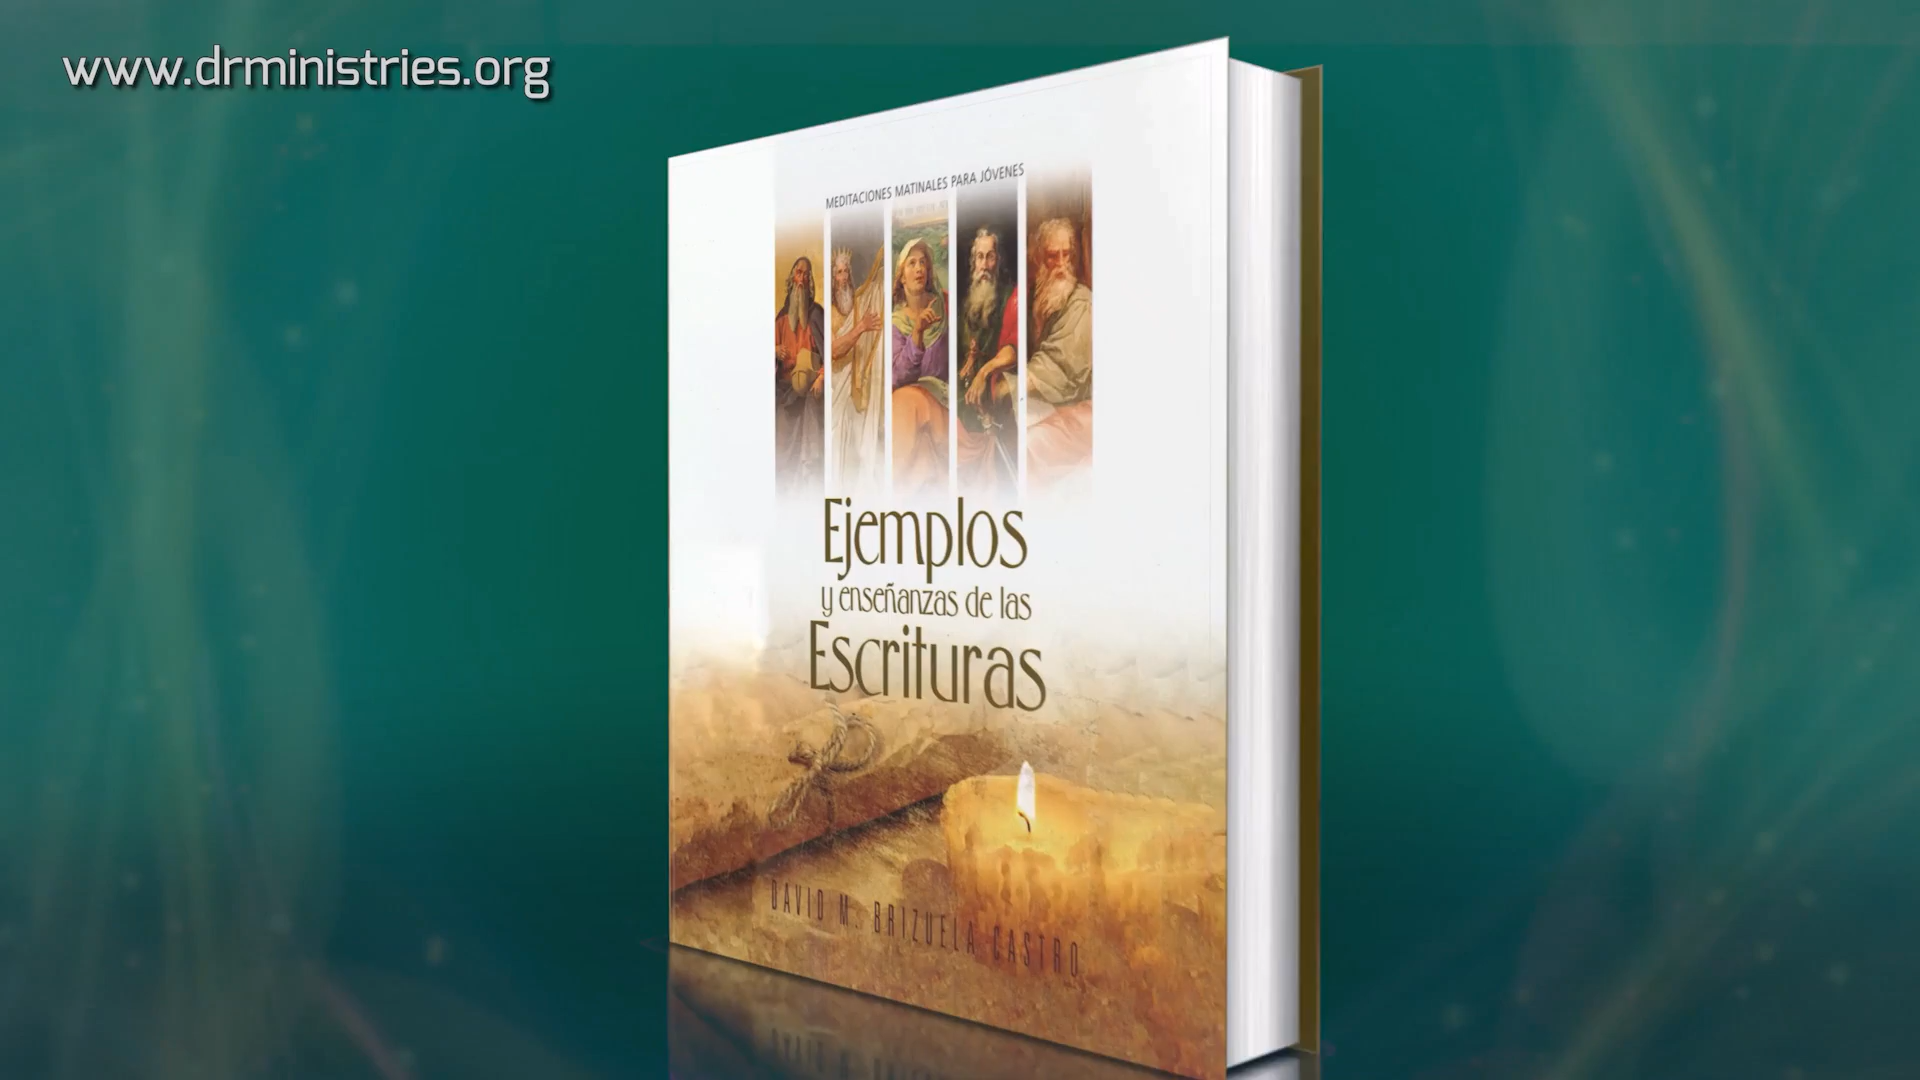 www.drministries.org
MEDITACIONES MATINALES PARA JÓVENES
Ejemplos
y enseñanzas de las
Escrituras
DAVID M. BRIZUELA CASTRO